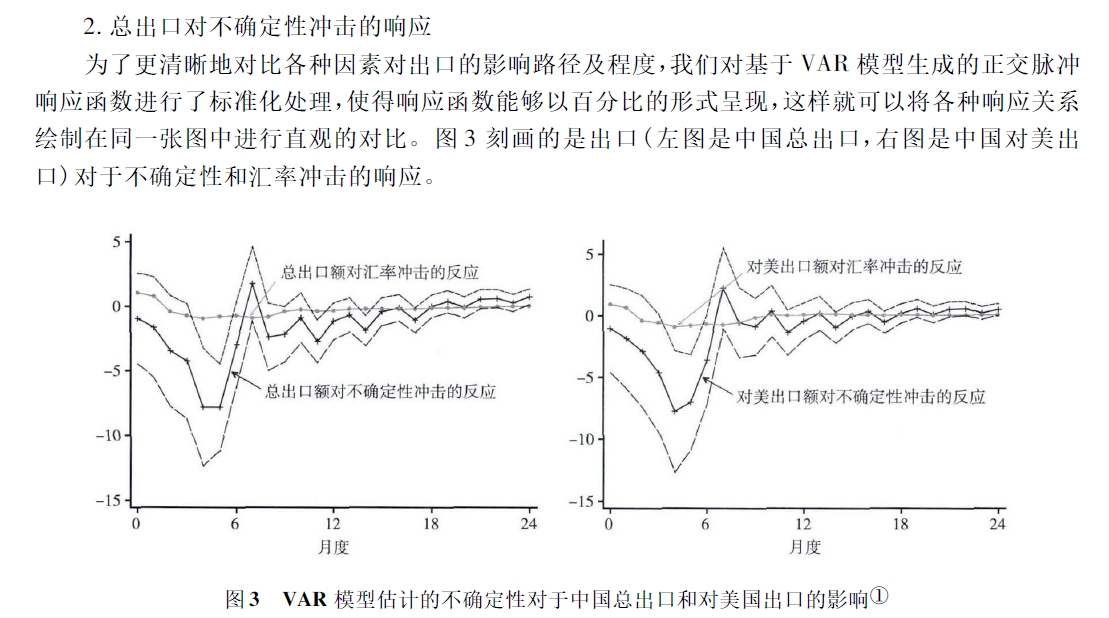 2. 总出口对不确定性冲击的响应
为了更清晰地对比各种因素对出口的影响路径及程度,我们对基于 VAR 模型生成的正交脉冲
响应函数进行了标准化处理,使得响应函数能够以百分比的形式呈现,这样就可以将各种响应关系
绘制在同一张图中进行直观的对比。图 3 刻画的是出口(左图是中国总出口,右图是中国对美出
口)对于不确定性和汇率冲击的响应。
5
0
−5
−10
−15
总出口额对汇率冲击的反应
总出口额对不确定性冲击的反应
0 6 12 18 24
月度
5
0
−5
−10
−15
对美出口额对汇率冲击的反应
对美出口额对不确定性冲击的反应
0 6 12 18 24
月度
图 3 VAR 模型估计的不确定性对于中国总出口和对美国出口的影响①